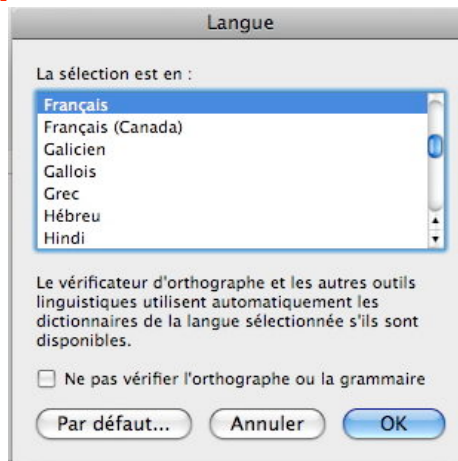 Langue
La sélection est en :
Français
Français (Canada)
Galicien
Gallois
Grec
Hébreu
Hindi
Le vérificateur d'orthographe et les autres outils
linguistiques utilisent automatiquement les
dictionnaires de la langue sélectionnée s'ils sont
disponibles.
Ne pas vérifier l'orthographe ou la grammaire
Par défaut... Annuler OK